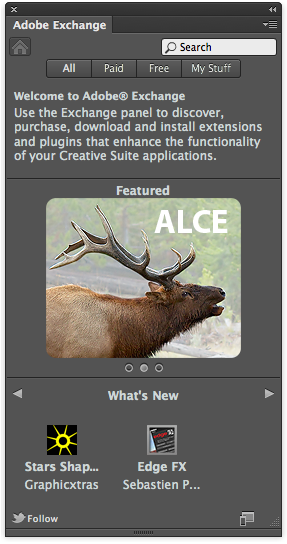 Adobe Exchange
Search
All Paid Free My Stuff
Welcome to Adobe® Exchange
Use the Exchange panel to discover,
purchase, download and install extensions
and plugins that enhance the functionality
of your Creative Suite applications.
Featured
ALCE
What's New
Stars Shap... Edge FX
Graphicxtras Sebastien P...
Follow